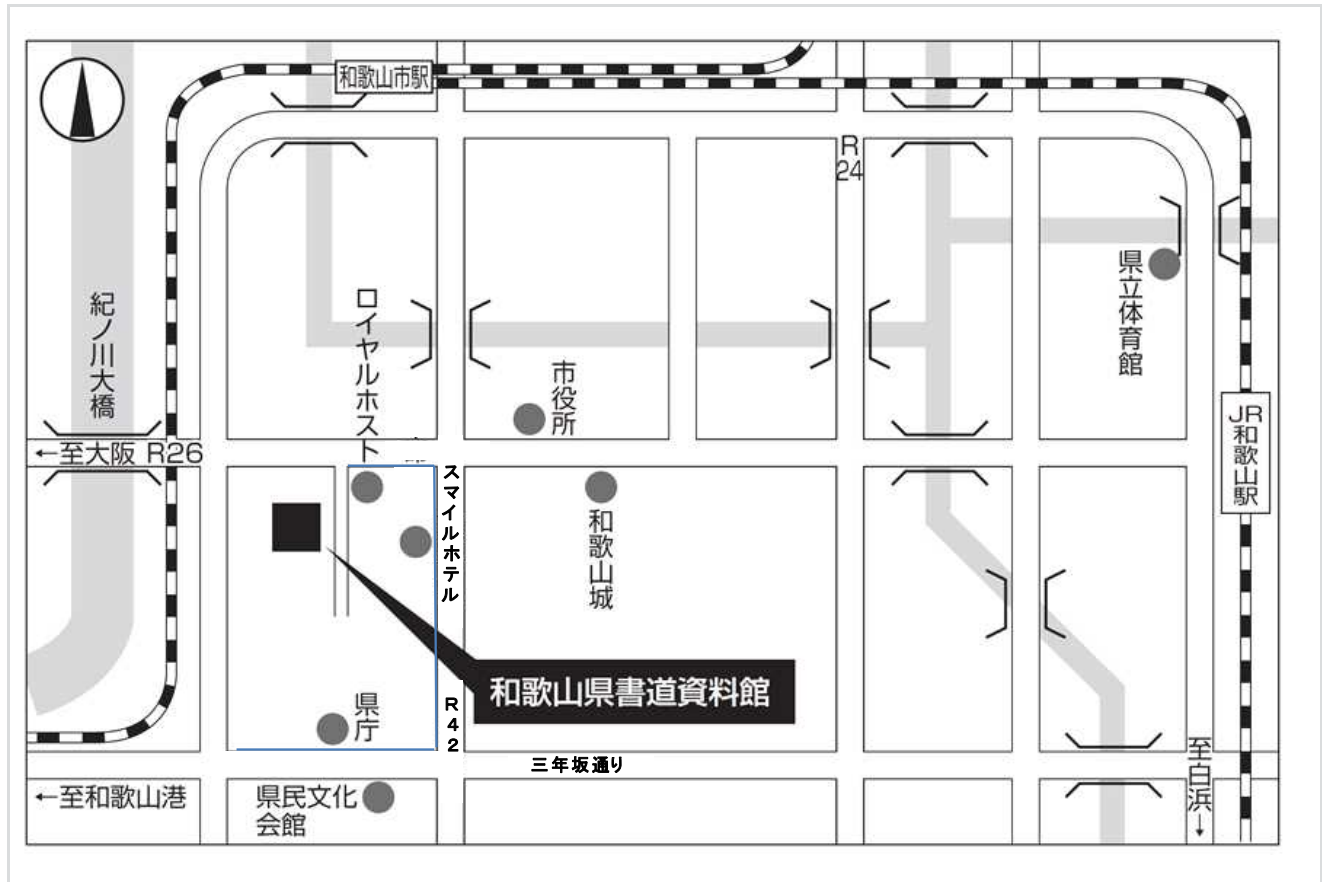 和歌山市駅
R
24
紀ノ川大橋
ロイヤルホスト
市役所
県立体育館
JR和歌山駅
←至大阪 R26
スマイルホテル
和歌山城
和歌山県書道資料館
県庁
R42
三年坂通り
至白浜→
←至和歌山港
県民文化
会館